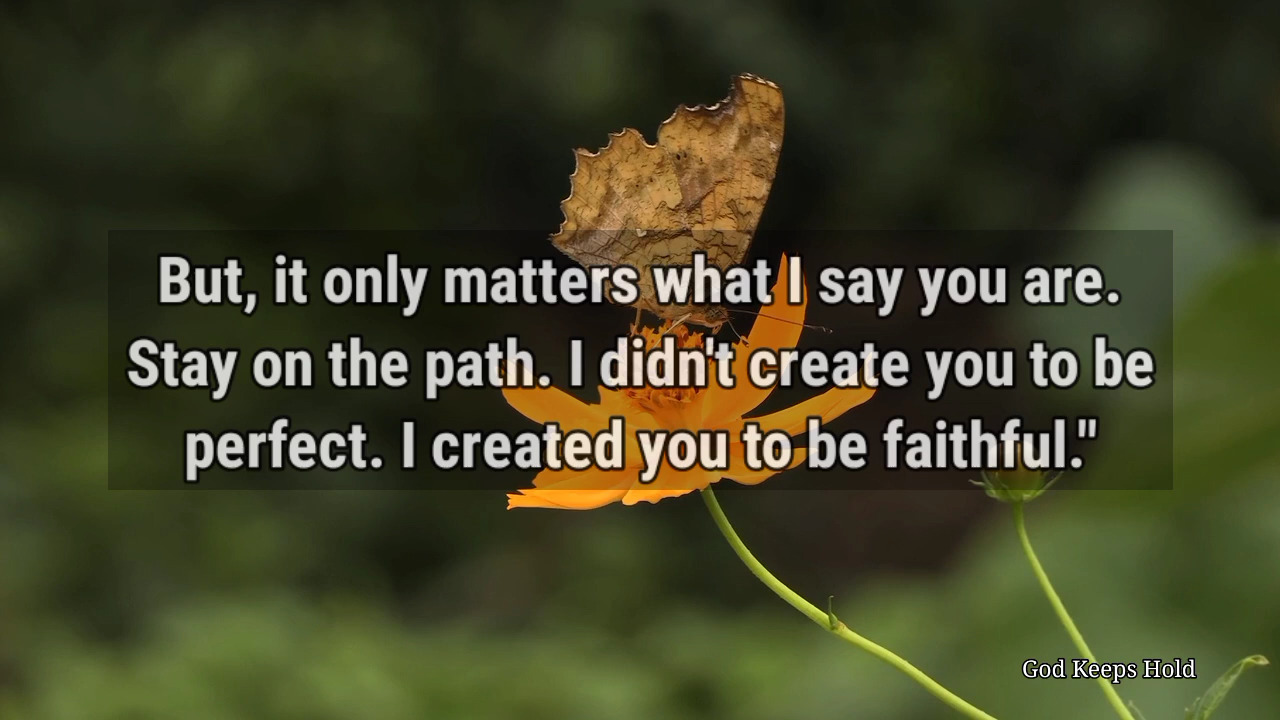 But, it only matters what I say you are.
Stay on the path. I didn't create you to be
perfect. I created you to be faithful."
God Keeps Hold